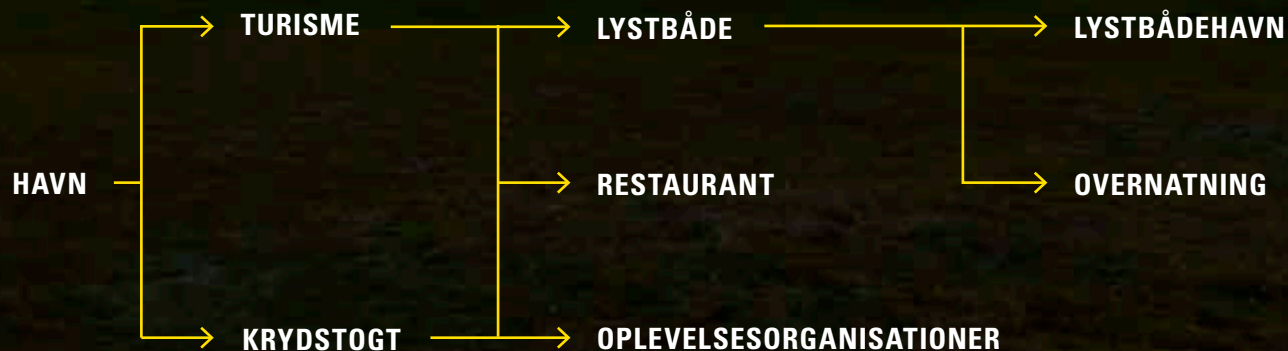 TURISME
LYSTBÅDE
LYSTBÅDEHAVN
HAVN
RESTAURANT
OVERNATNING
KRYDSTOGT
OPLEVELSESORGANISATIONER